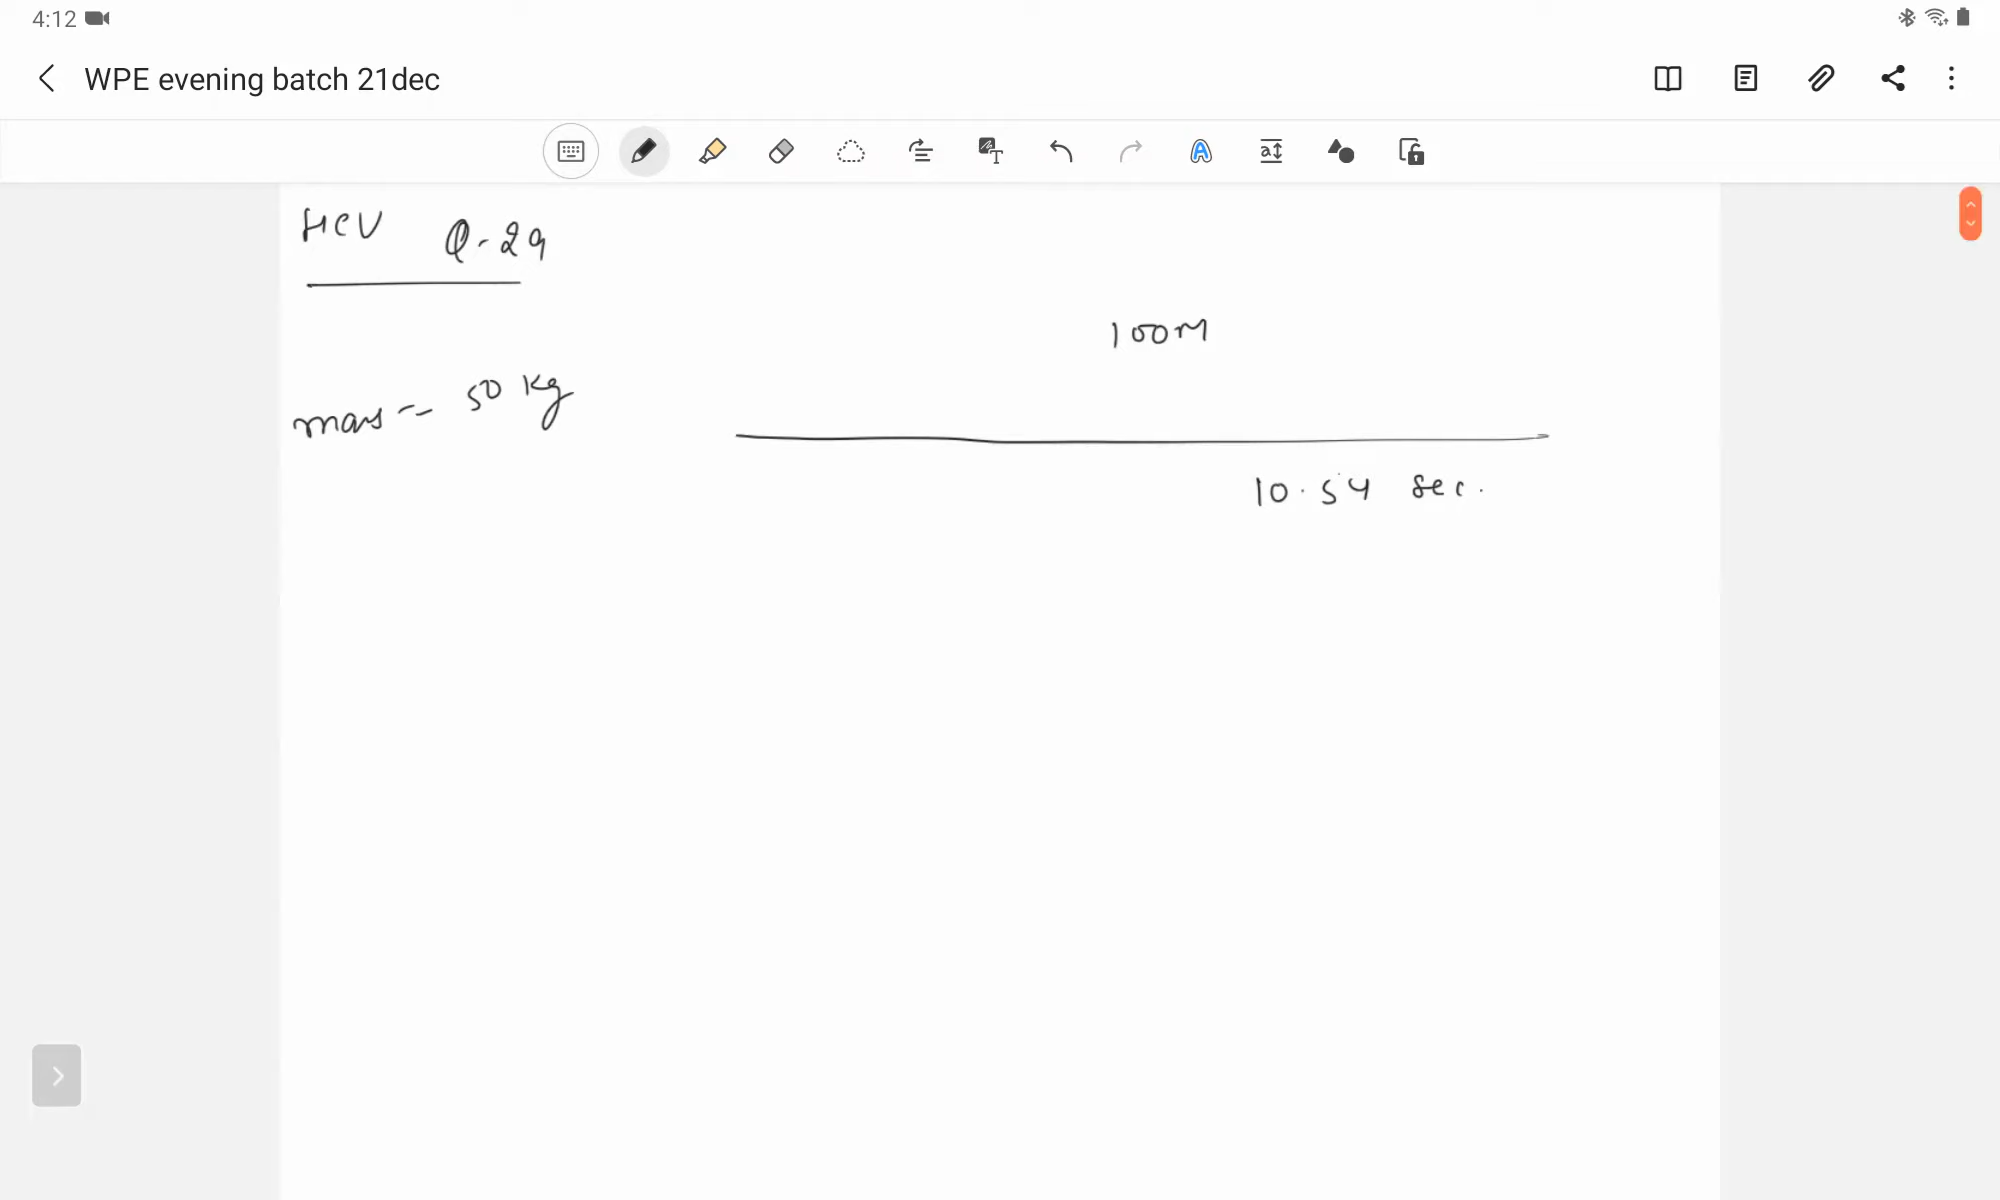 4:12
WPE evening batch 21dec
HCV Q-29
100m
mass = 50 kg
10.54 sec.